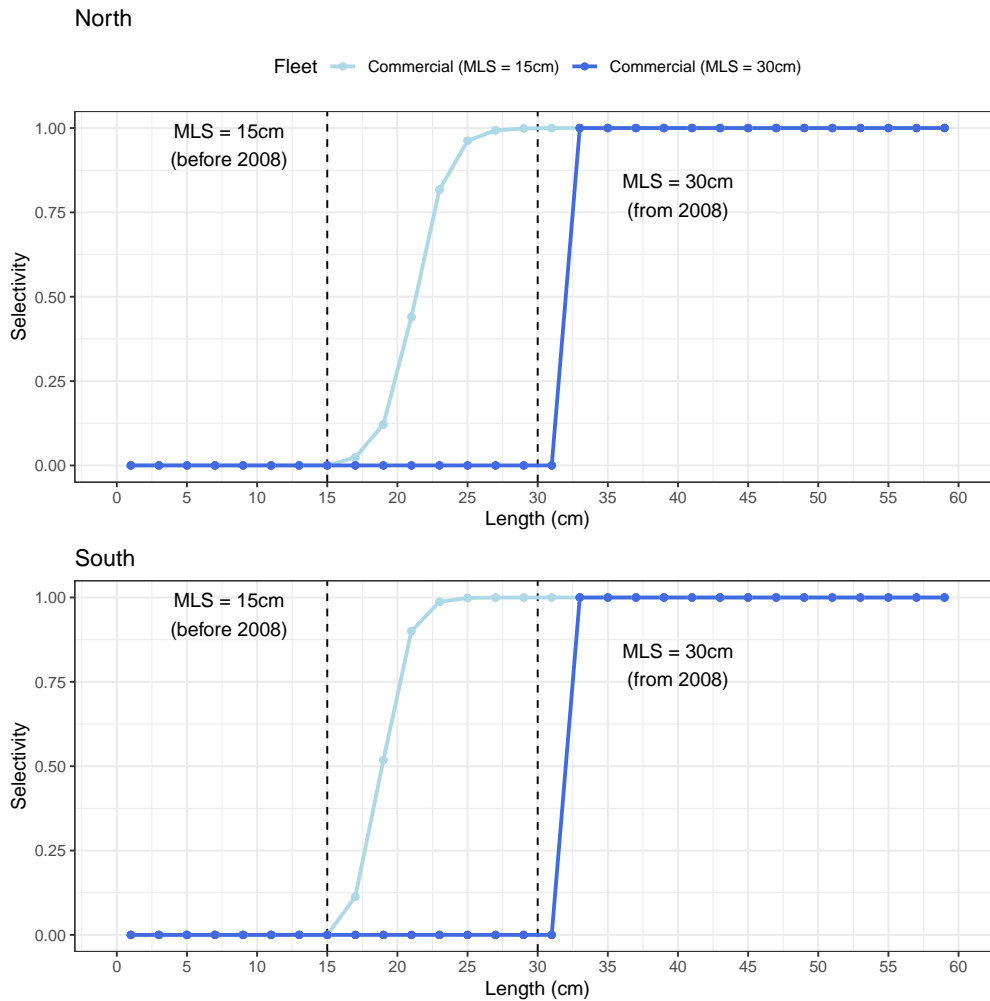 North
Fleet Commercial (MLS = 15cm) Commercial (MLS = 30cm)
MLS = 15cm
(before 2008)
MLS = 30cm
(from 2008)
Selectivity
1.00
0.75
0.50
0.25
0.00
0 5 10 15 20 25 30 35 40 45 50 55 60
Length (cm)
South
MLS = 15cm
(before 2008)
MLS = 30cm
(from 2008)
Selectivity
1.00
0.75
0.50
0.25
0.00
0 5 10 15 20 25 30 35 40 45 50 55 60
Length (cm)